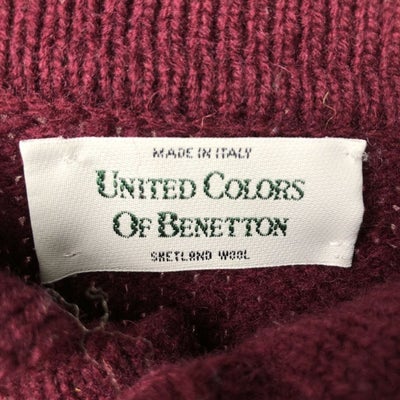 MADE IN ITALY
UNITED COLORS
OF BENETTON
SHETLAND WOOL